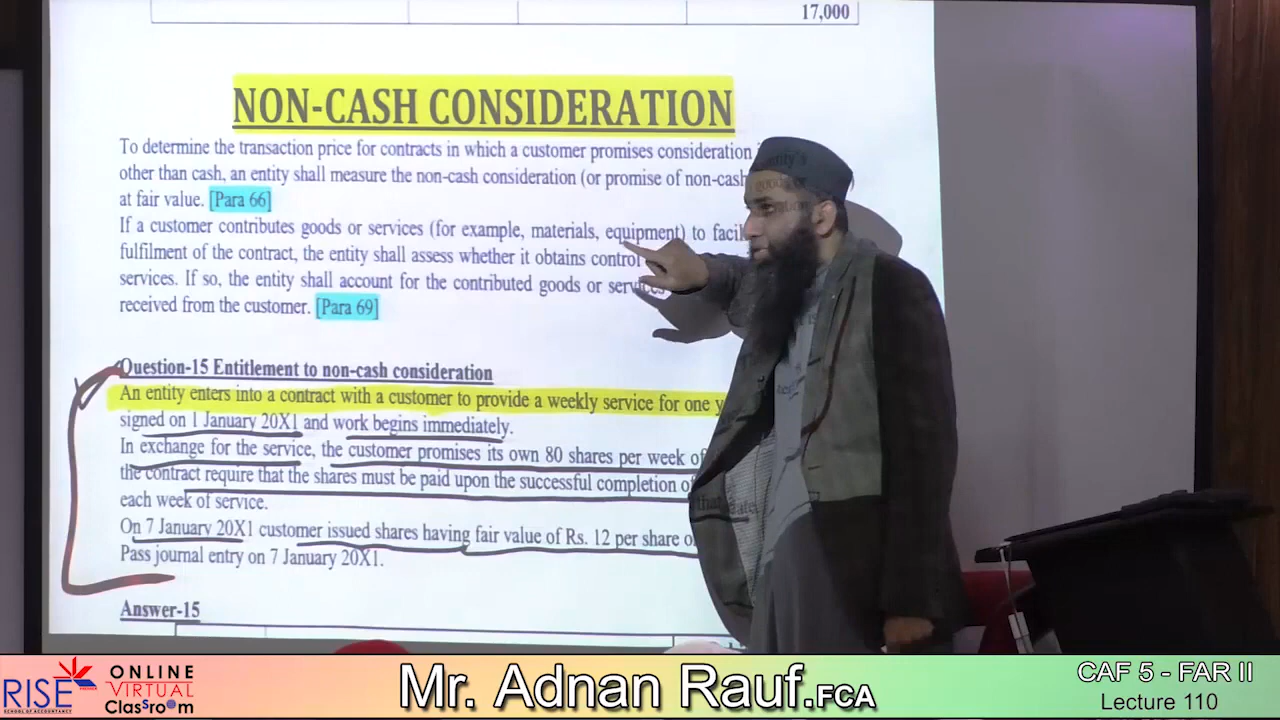 17,000
NON-CASH CONSIDERATION
To determine the transaction price for contracts in which a customer promises consideration
other than cash, an entity shall measure the non-cash consideration (or promise of non-cash
at fair value. [Para 66]
If a customer contributes goods or services (for example, materials, equipment) to facil
fulfilment of the contract, the entity shall assess whether it obtains control
services. If so, the entity shall account for the contributed goods or services
received from the customer. [Para 69]
Question-15 Entitlement to non-cash consideration
An entity enters into a contract with a customer to provide a weekly service for one y
signed on 1 January 20X1 and work begins immediately.
In exchange for the service, the customer promises its own 80 shares per week of
the contract require that the shares must be paid upon the successful completion of
each week of service.
On 7 January 20X1 customer issued shares having fair value of Rs. 12 per share o
Pass journal entry on 7 January 20X1.
Answer-15
RISE PREMIER
SCHOOL OF ACCOUNTANCY
ONLINE
VIRTUAL
Classroom
Mr. Adnan Rauf.FCA
CAF 5 - FAR II
Lecture 110